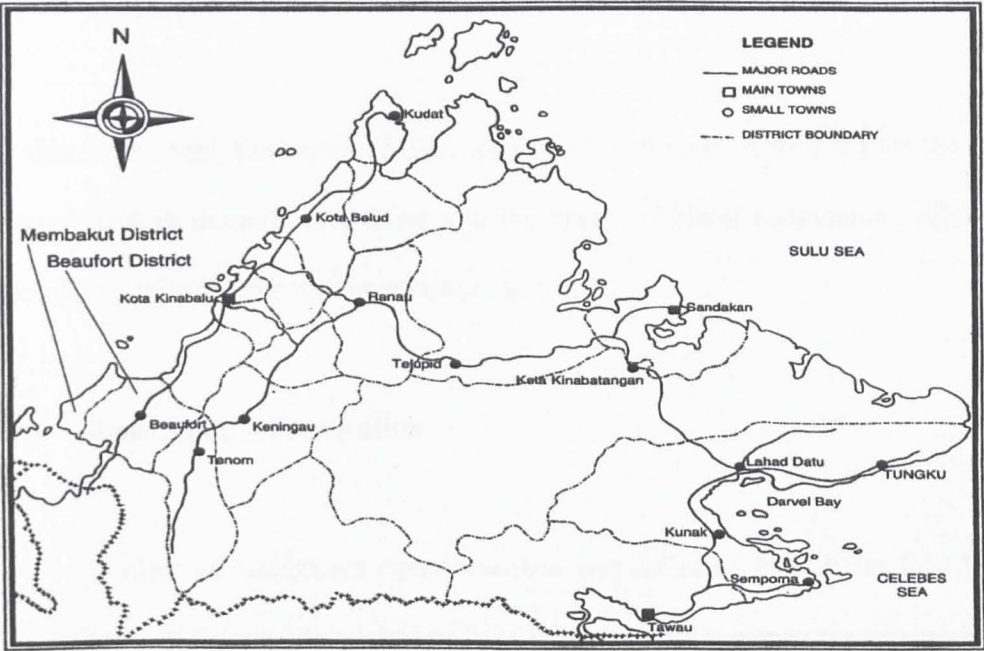 N
LEGEND
MAJOR ROADS
MAIN TOWNS
SMALL TOWNS
DISTRICT BOUNDARY
Kudat
Kota Belud
Membakut District
Beaufort District
SULU SEA
Kota Kinabalu
Ranau
Sandakan
Telupid
Kota Kinabatangan
Beaufort
Keningau
Tenom
Lahad Datu
TUNGKU
Darvel Bay
Kunak
Semporna
CELEBES
SEA
Tawau